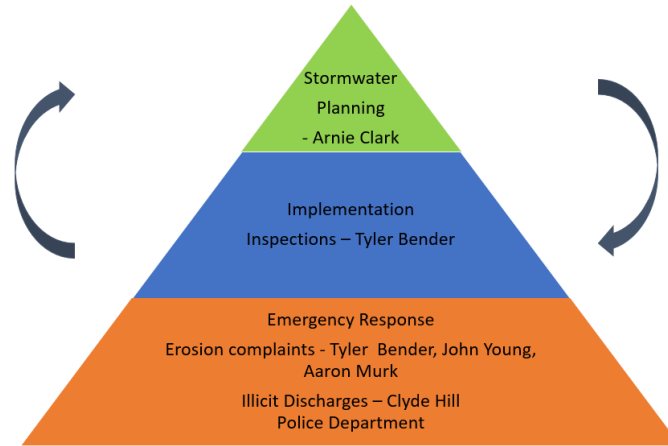 Stormwater
Planning
- Arnie Clark
Implementation
Inspections – Tyler Bender
Emergency Response
Erosion complaints - Tyler  Bender, John Young,
Aaron Murk
Illicit Discharges – Clyde Hill
Police Department